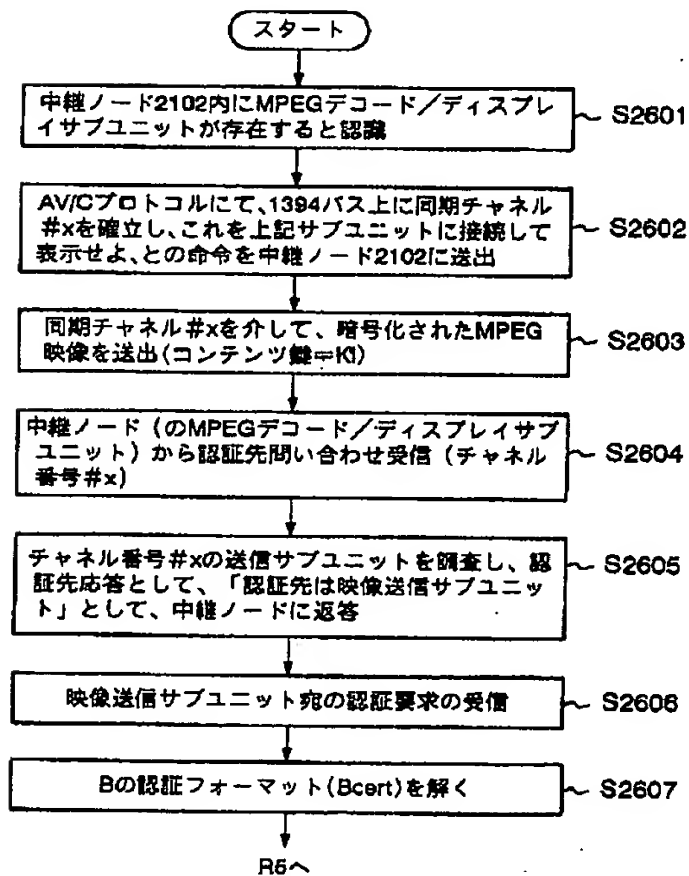 スタート
中継ノード2102内にMPEGデコード／ディスプレ
イサブユニットが存在すると認識
S2601
AV/Cプロトコルにて、1394バス上に同期チャネル
#xを確立し、これを上記サブユニットに接続して
表示せよ、との命令を中継ノード2102に送出
S2602
同期チャネル#xを介して、暗号化されたMPEG
映像を送出(コンテンツ鍵=K1)
S2603
中継ノード（のMPEGデコード／ディスプレイサブ
ユニット）から認証先問い合わせ受信（チャネル
番号#x）
S2604
チャネル番号#xの送信サブユニットを調査し、認
証先応答として、「認証先は映像送信サブユニッ
ト」として、中継ノードに返答
S2605
映像送信サブユニット宛の認証要求の受信
S2606
Bの認証フォーマット(Bcert)を解く
S2607
R5へ